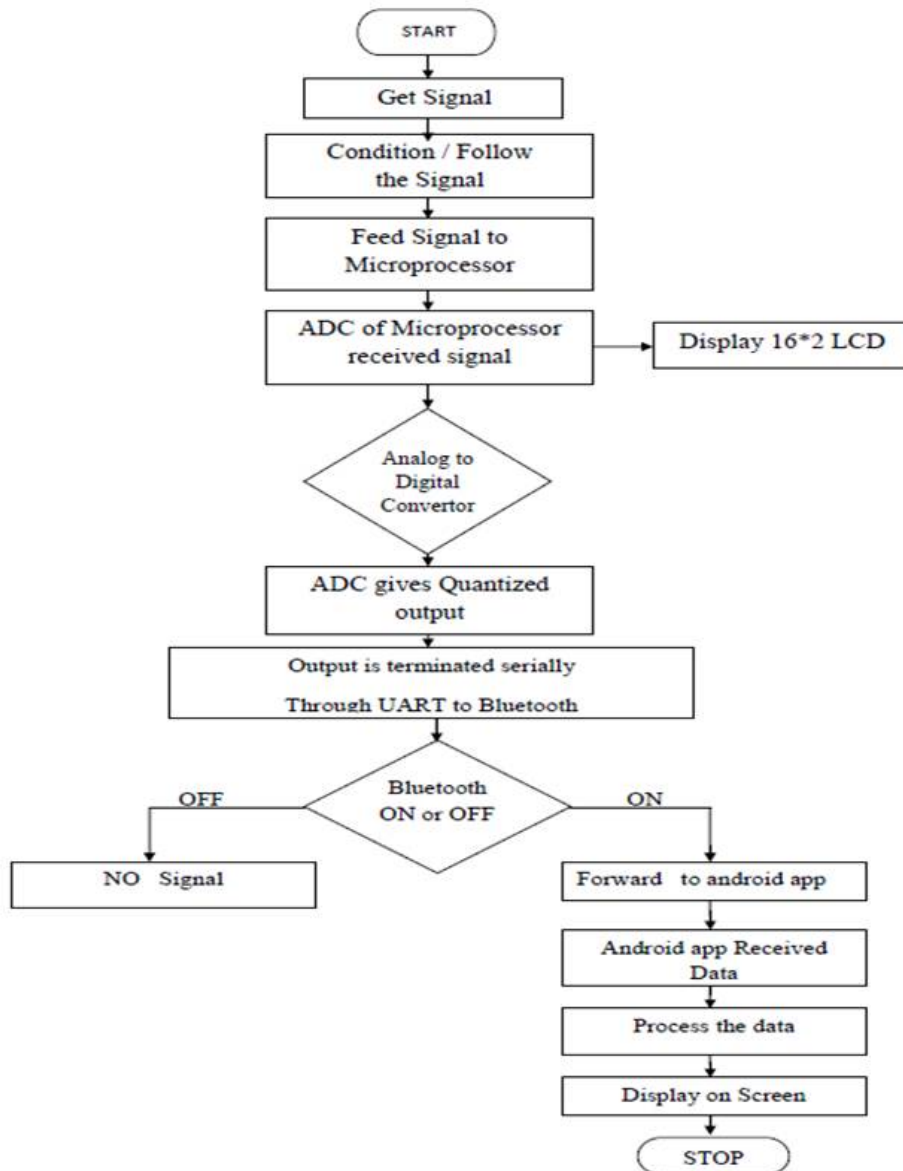 START
Get Signal
Condition / Follow
the Signal
Feed Signal to
Microprocessor
ADC of Microprocessor
received signal
Display 16*2 LCD
Analog to
Digital
Convertor
ADC gives Quantized
output
Output is terminated serially
Through UART to Bluetooth
Bluetooth
ON or OFF
OFF
ON
NO Signal
Forward to android app
Android app Received
Data
Process the data
Display on Screen
STOP